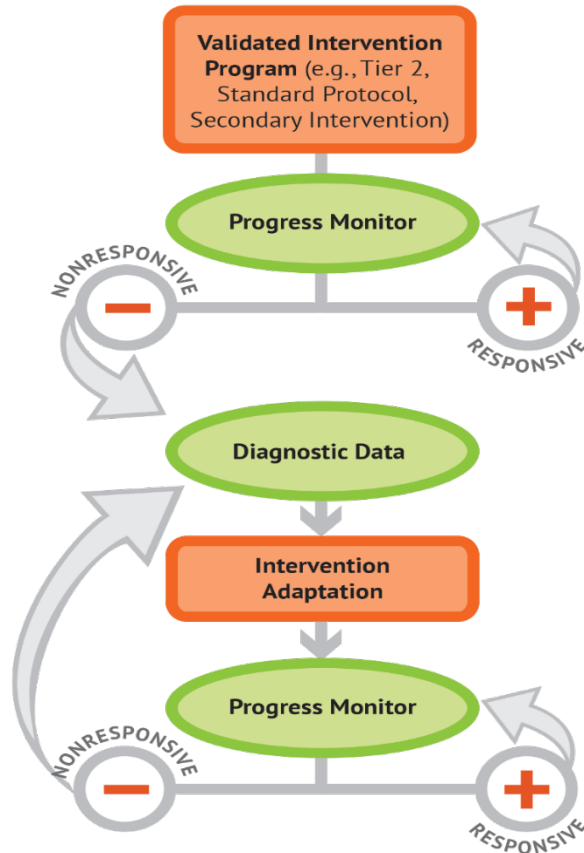 Validated Intervention
Program (e.g., Tier 2,
Standard Protocol,
Secondary Intervention)
Progress Monitor
NONRESPONSIVE
RESPONSIVE
Diagnostic Data
Intervention
Adaptation
Progress Monitor
NONRESPONSIVE
RESPONSIVE